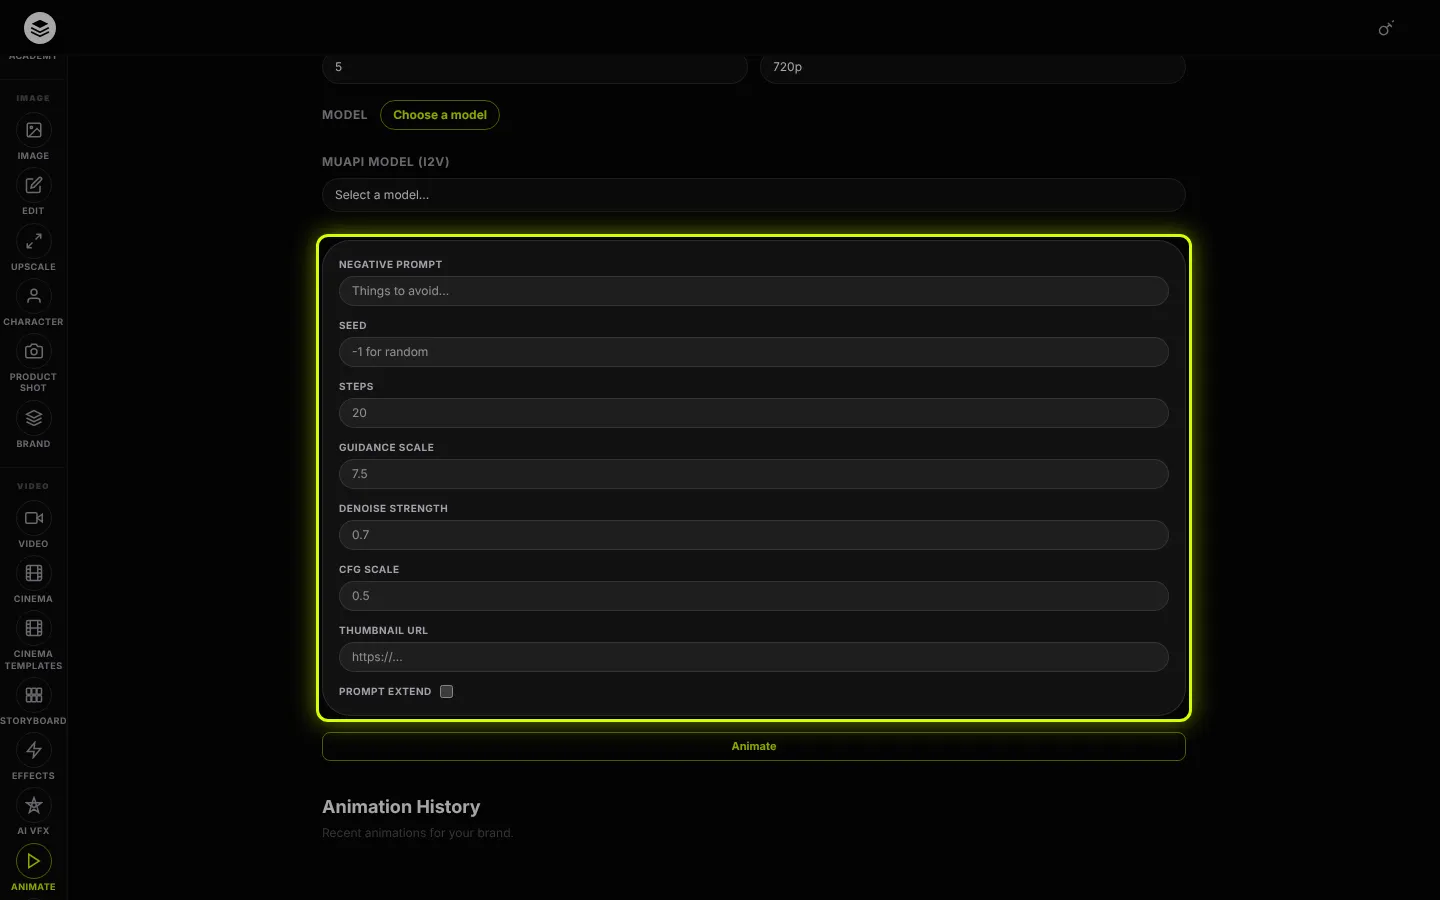 ACADEMY
IMAGE
IMAGE
EDIT
UPSCALE
CHARACTER
PRODUCT
SHOT
BRAND
VIDEO
VIDEO
CINEMA
CINEMA
TEMPLATES
STORYBOARD
EFFECTS
AI VFX
ANIMATE
5
720p
MODEL
Choose a model
MUAPI MODEL (I2V)
Select a model...
NEGATIVE PROMPT
Things to avoid...
SEED
-1 for random
STEPS
20
GUIDANCE SCALE
7.5
DENOISE STRENGTH
0.7
CFG SCALE
0.5
THUMBNAIL URL
https://...
PROMPT EXTEND
Animate
Animation History
Recent animations for your brand.